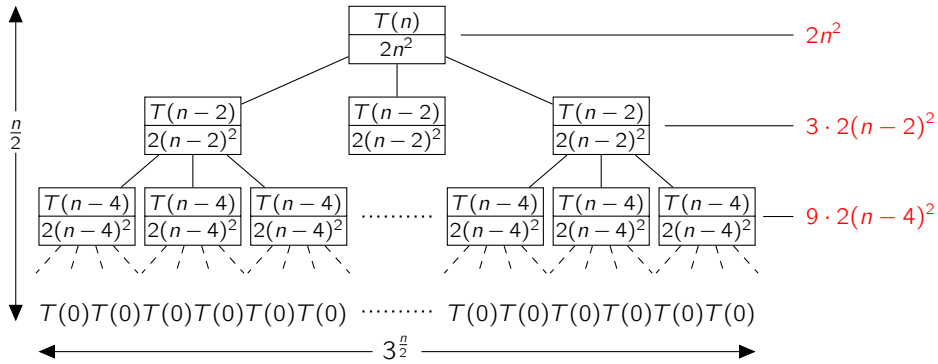 T(n)
2n²
2n²
T(n − 2) T(n − 2) T(n − 2)
2(n − 2)² 2(n − 2)² 2(n − 2)²
3 · 2(n − 2)²
n/2
T(n − 4) T(n − 4) T(n − 4) ·········· T(n − 4) T(n − 4) T(n − 4)
2(n − 4)² 2(n − 4)² 2(n − 4)² 2(n − 4)² 2(n − 4)² 2(n − 4)²
9 · 2(n − 4)²
T(0)T(0)T(0)T(0)T(0)T(0) ·········· T(0)T(0)T(0)T(0)T(0)T(0)
3^(n/2)